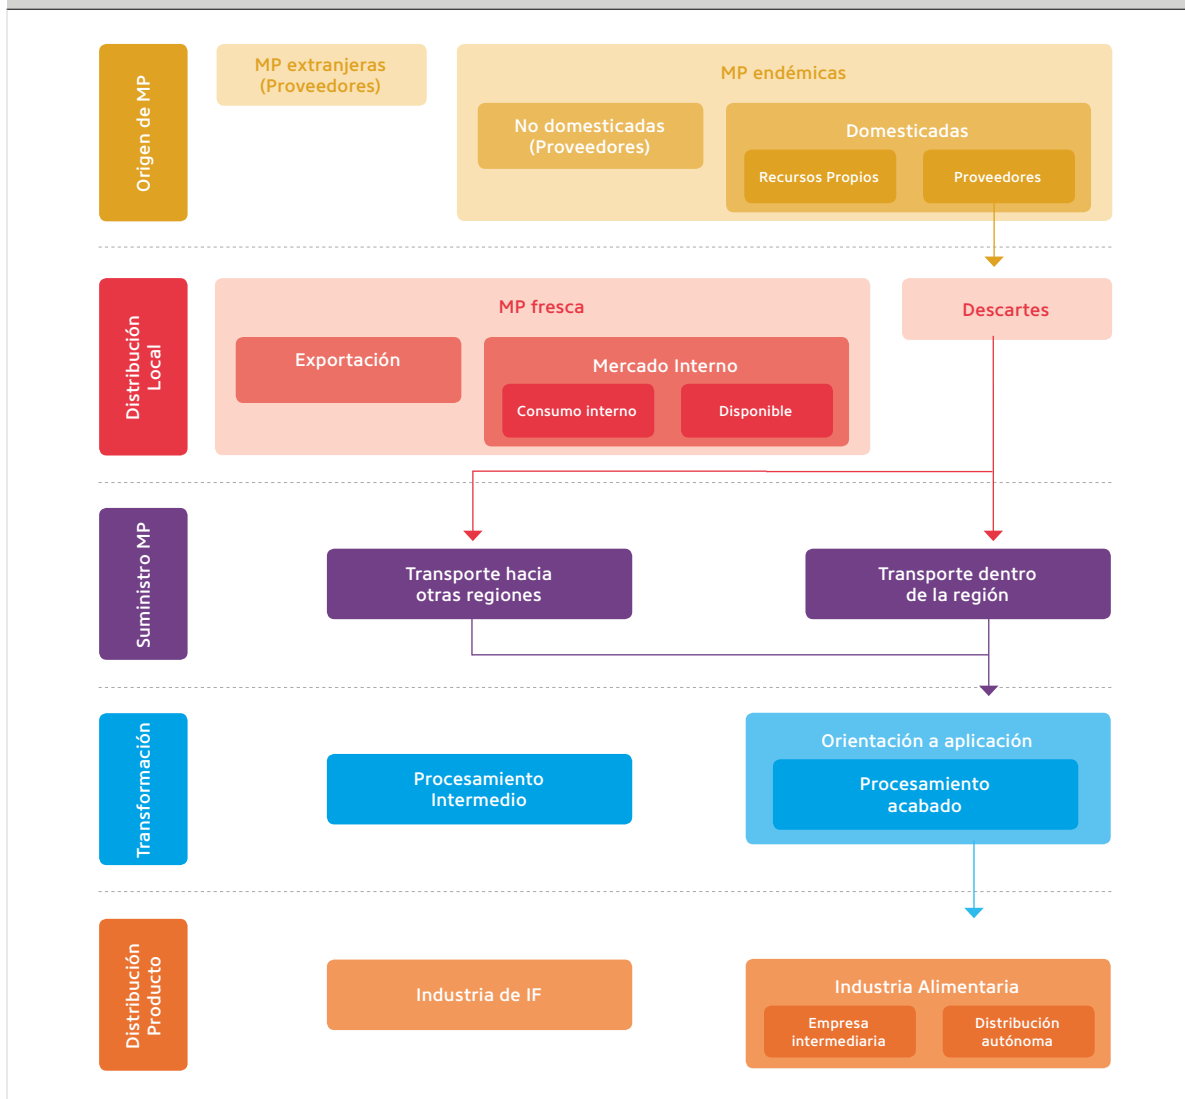 Origen de MP
MP extranjeras
(Proveedores)
MP endémicas
No domesticadas
(Proveedores)
Domesticadas
Recursos Propios
Proveedores
Distribución
Local
MP fresca
Exportación
Mercado Interno
Consumo interno
Disponible
Descartes
Suministro MP
Transporte hacia
otras regiones
Transporte dentro
de la región
Transformación
Procesamiento
Intermedio
Orientación a aplicación
Procesamiento
acabado
Distribución
Producto
Industria de IF
Industria Alimentaria
Empresa
intermediaria
Distribución
autónoma